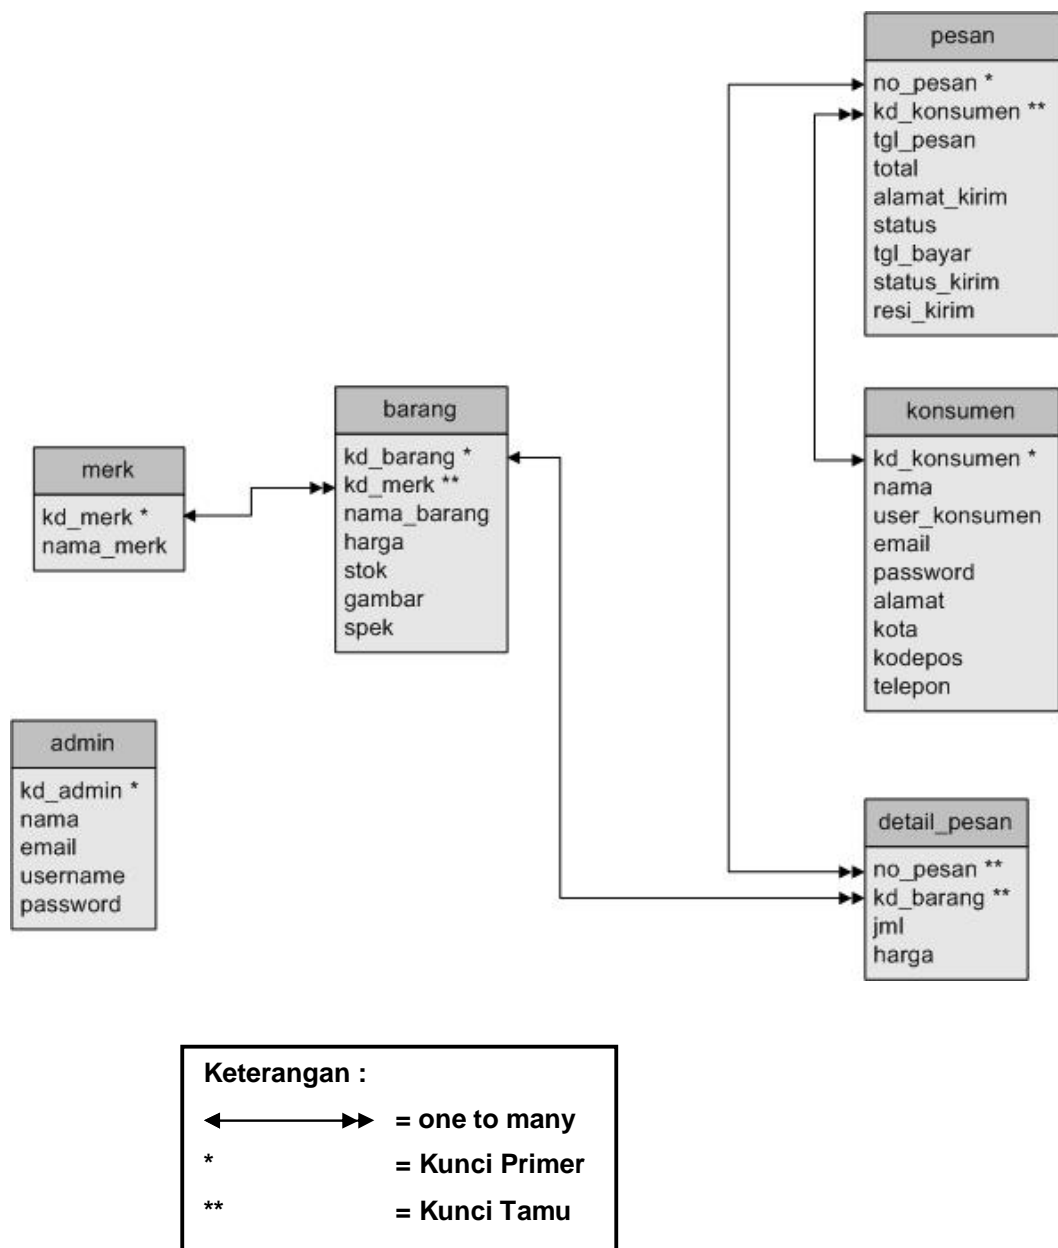 pesan
no_pesan *
kd_konsumen **
tgl_pesan
total
alamat_kirim
status
tgl_bayar
status_kirim
resi_kirim
barang
kd_barang *
kd_merk **
nama_barang
harga
stok
gambar
spek
merk
kd_merk *
nama_merk
konsumen
kd_konsumen *
nama
user_konsumen
email
password
alamat
kota
kodepos
telepon
admin
kd_admin *
nama
email
username
password
detail_pesan
no_pesan **
kd_barang **
jml
harga
Keterangan :
= one to many
* = Kunci Primer
** = Kunci Tamu